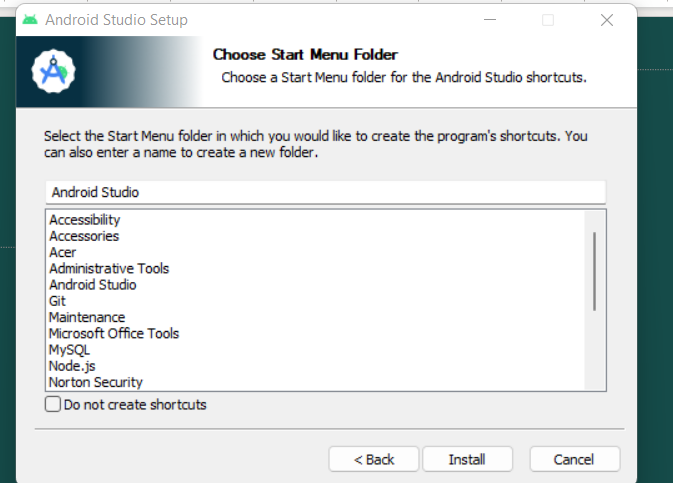 Android Studio Setup
Choose Start Menu Folder
Choose a Start Menu folder for the Android Studio shortcuts.
Select the Start Menu folder in which you would like to create the program's shortcuts. You
can also enter a name to create a new folder.
Android Studio
Accessibility
Accessories
Acer
Administrative Tools
Android Studio
Git
Maintenance
Microsoft Office Tools
MySQL
Node.js
Norton Security
Do not create shortcuts
< Back
Install
Cancel